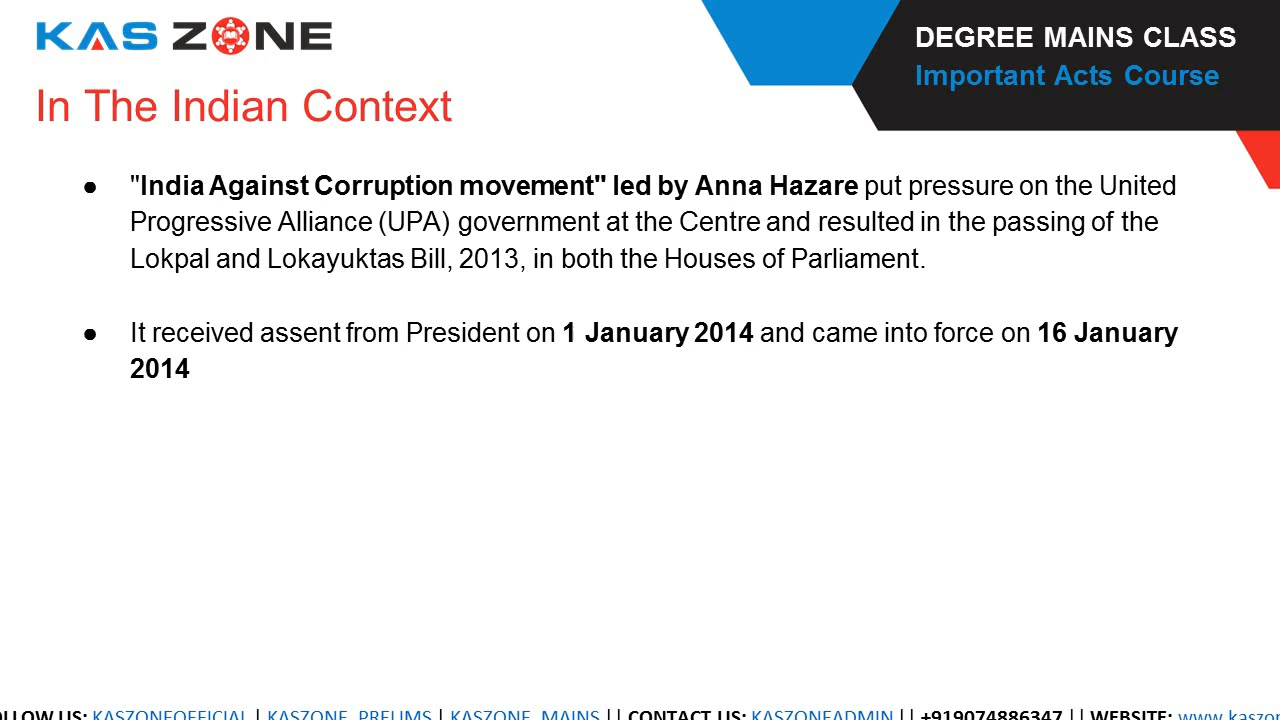 KAS ZONE
DEGREE MAINS CLASS
Important Acts Course
In The Indian Context
● "India Against Corruption movement" led by Anna Hazare put pressure on the United
Progressive Alliance (UPA) government at the Centre and resulted in the passing of the
Lokpal and Lokayuktas Bill, 2013, in both the Houses of Parliament.
● It received assent from President on 1 January 2014 and came into force on 16 January
2014
US: KASZONEOFFICIAL | KASZONE_PRELIMS | KASZONE_MAINS || CONTACT US: KASZONEADMIN || +919074886347 || WEBSITE: